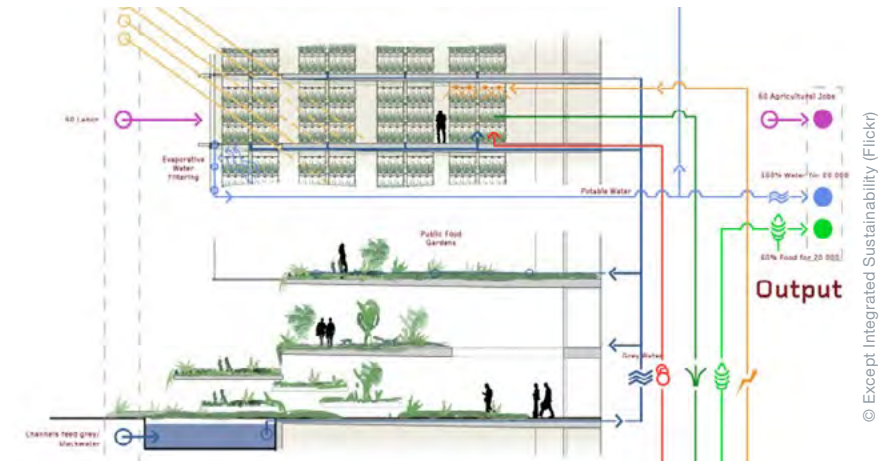 60 Labor
60 Agricultural Jobs
Evaporative
Water
Filtering
100% Water for 20 000
Potable Water
Public Food
Gardens
60% Food for 20 000
Output
Grey Water
Channels feed grey/
blackwater
© Except Integrated Sustainability (Flickr)